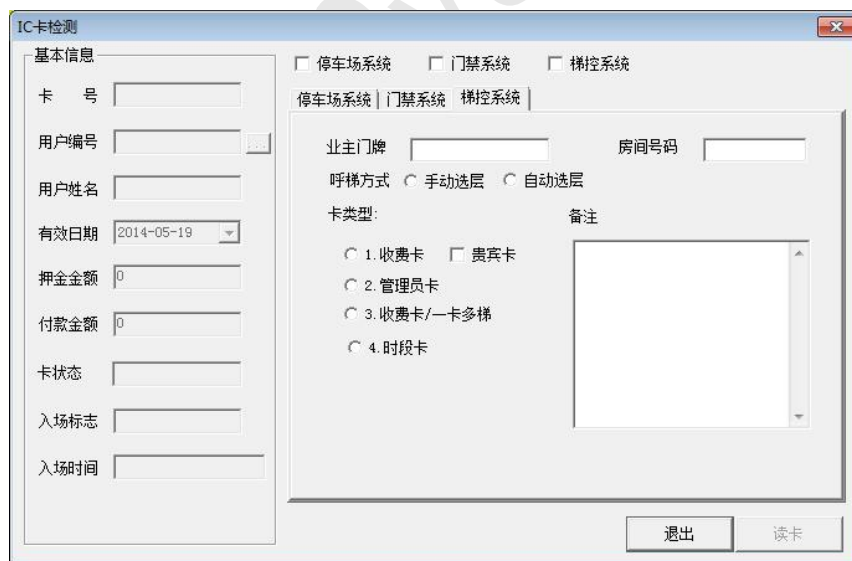 IC卡检测
基本信息
卡 号
用户编号
...
用户姓名
有效日期 2014-05-19
押金金额 0
付款金额 0
卡状态
入场标志
入场时间
停车场系统 门禁系统 梯控系统
停车场系统 门禁系统 梯控系统
业主门牌 房间号码
呼梯方式 手动选层 自动选层
卡类型: 备注
1.收费卡 贵宾卡
2.管理员卡
3.收费卡/一卡多梯
4.时段卡
退出 读卡